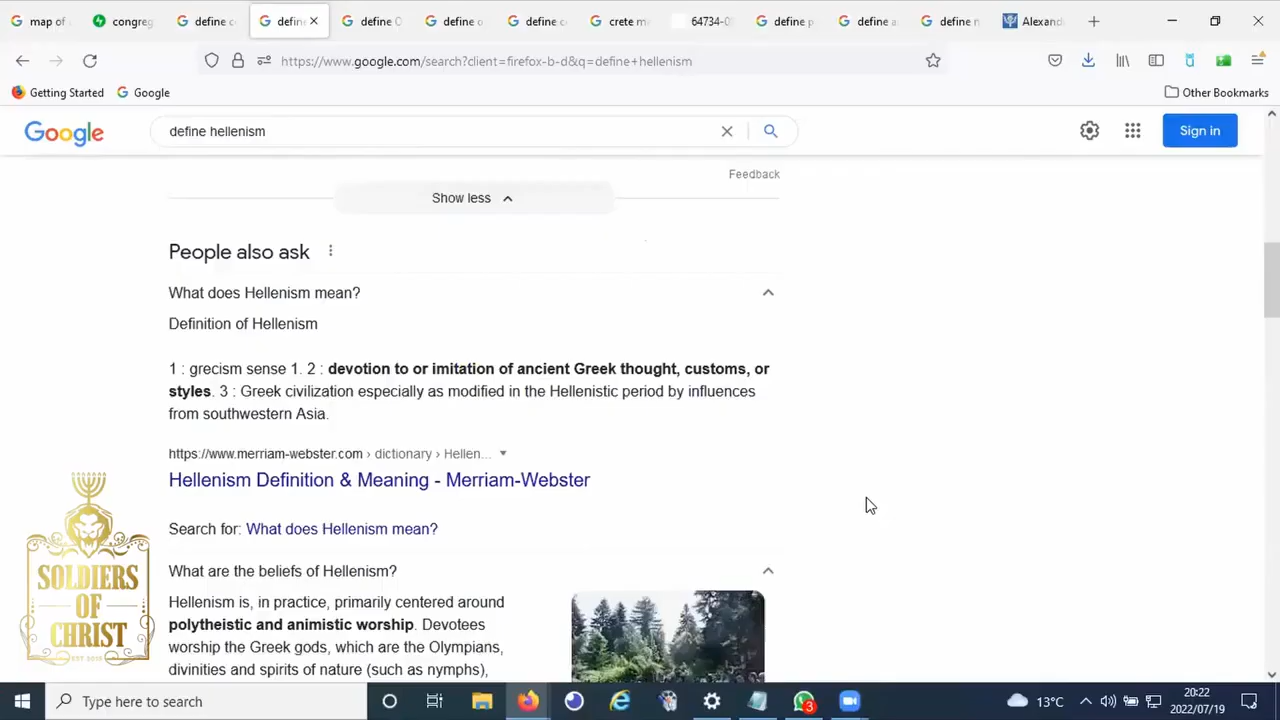 map of
congreg
define c
define
define
define o
define c
crete m
64734-0
define p
define a
define n
Alexand
https://www.google.com/search?client=firefox-b-d&q=define+hellenism
Getting Started
Google
Other Bookmarks
Google
define hellenism
Sign in
Feedback
Show less
People also ask
What does Hellenism mean?
Definition of Hellenism
1 : grecism sense 1. 2 : devotion to or imitation of ancient Greek thought, customs, or
styles. 3 : Greek civilization especially as modified in the Hellenistic period by influences
from southwestern Asia.
https://www.merriam-webster.com › dictionary › Hellen...
Hellenism Definition & Meaning - Merriam-Webster
Search for: What does Hellenism mean?
What are the beliefs of Hellenism?
Hellenism is, in practice, primarily centered around
polytheistic and animistic worship. Devotees
worship the Greek gods, which are the Olympians,
divinities and spirits of nature (such as nymphs),
SOLDIERS
OF
CHRIST
Type here to search
3
13°C
20:22
2022/07/19